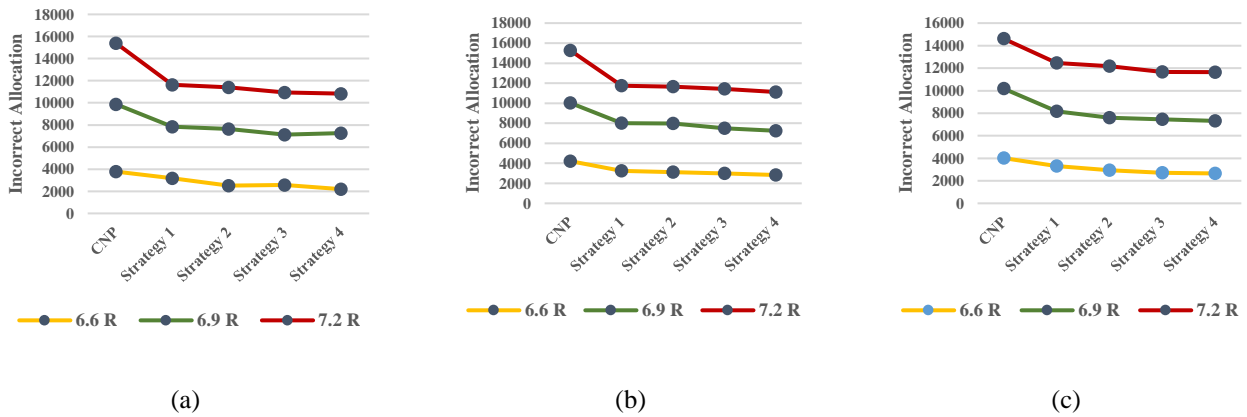 18000
16000
14000
12000
10000
8000
6000
4000
2000
0
Incorrect Allocation
CNP
Strategy 1
Strategy 2
Strategy 3
Strategy 4
6.6 R 6.9 R 7.2 R
(a)
18000
16000
14000
12000
10000
8000
6000
4000
2000
0
Incorrect Allocation
CNP
Strategy 1
Strategy 2
Strategy 3
Strategy 4
6.6 R 6.9 R 7.2 R
(b)
16000
14000
12000
10000
8000
6000
4000
2000
0
Incorrect Allocation
CNP
Strategy 1
Strategy 2
Strategy 3
Strategy 4
6.6 R 6.9 R 7.2 R
(c)